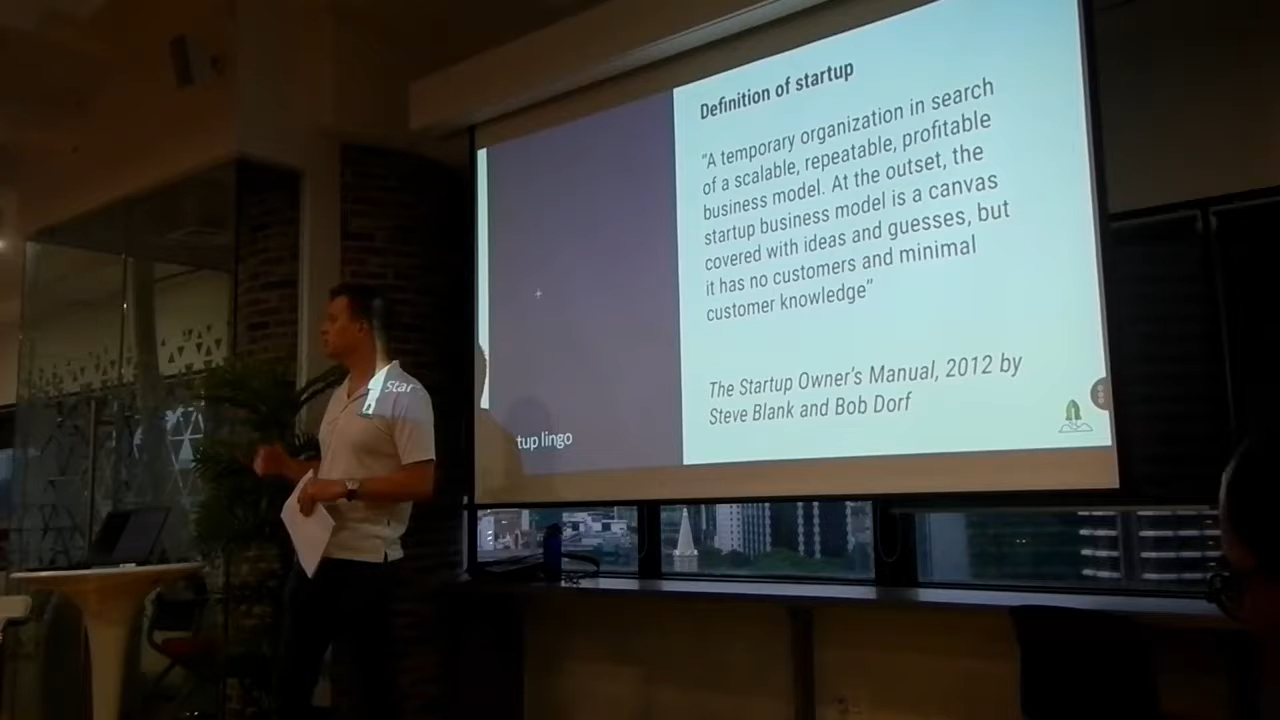 Definition of startup
"A temporary organization in search
of a scalable, repeatable, profitable
business model. At the outset, the
startup business model is a canvas
covered with ideas and guesses, but
it has no customers and minimal
customer knowledge"
The Startup Owner's Manual, 2012 by
Steve Blank and Bob Dorf
Star
tup lingo